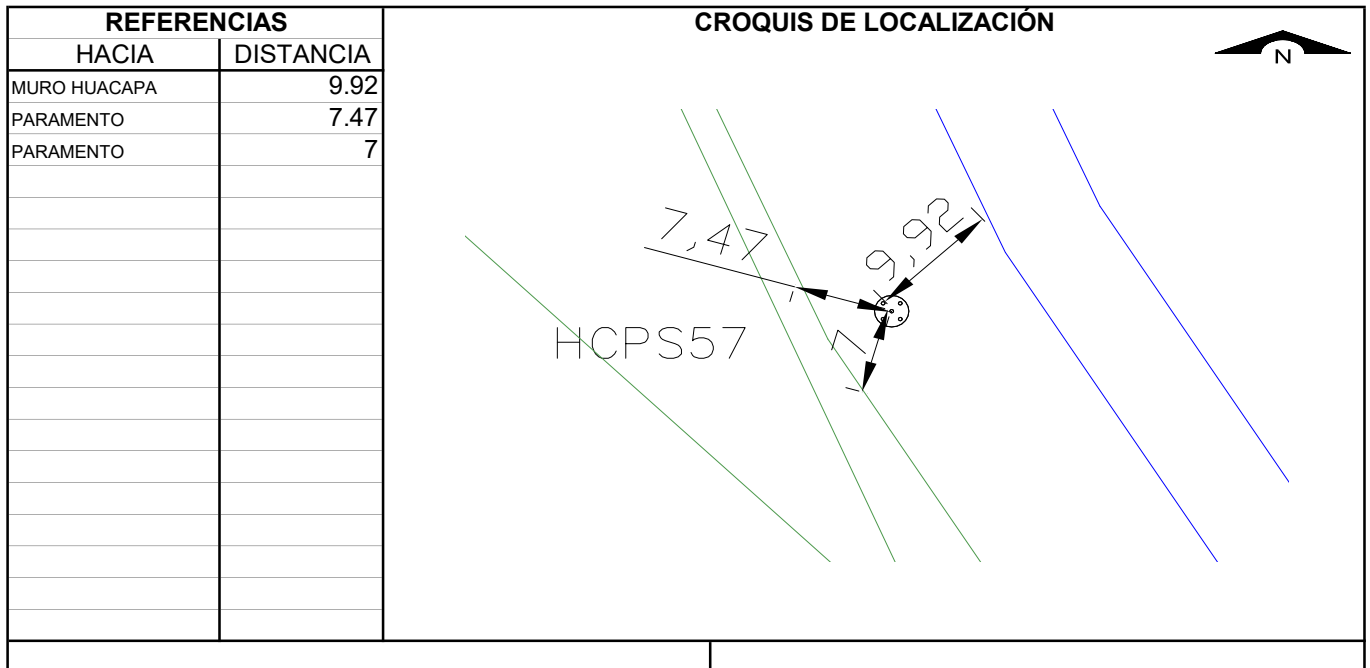 REFERENCIAS
HACIA DISTANCIA
MURO HUACAPA 9.92
PARAMENTO 7.47
PARAMENTO 7
CROQUIS DE LOCALIZACIÓN
N
7,47
9,92
HCPS57
7